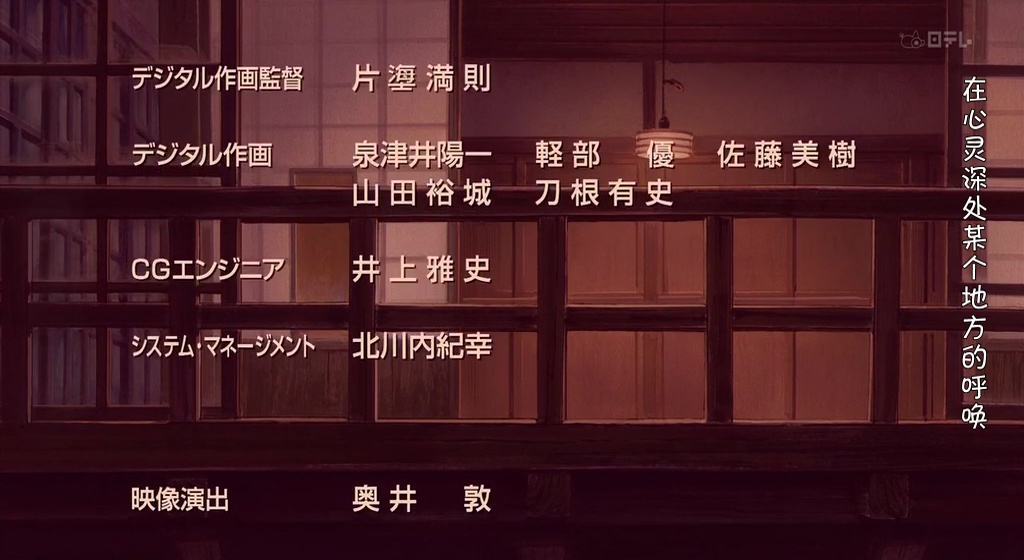 日テレ
デジタル作画監督 片塰満則
デジタル作画 泉津井陽一 軽部 優 佐藤美樹
山田裕城 刀根有史
CGエンジニア 井上雅史
システム・マネージメント 北川内紀幸
映像演出 奥井 敦
在心灵深处某个地方的呼唤